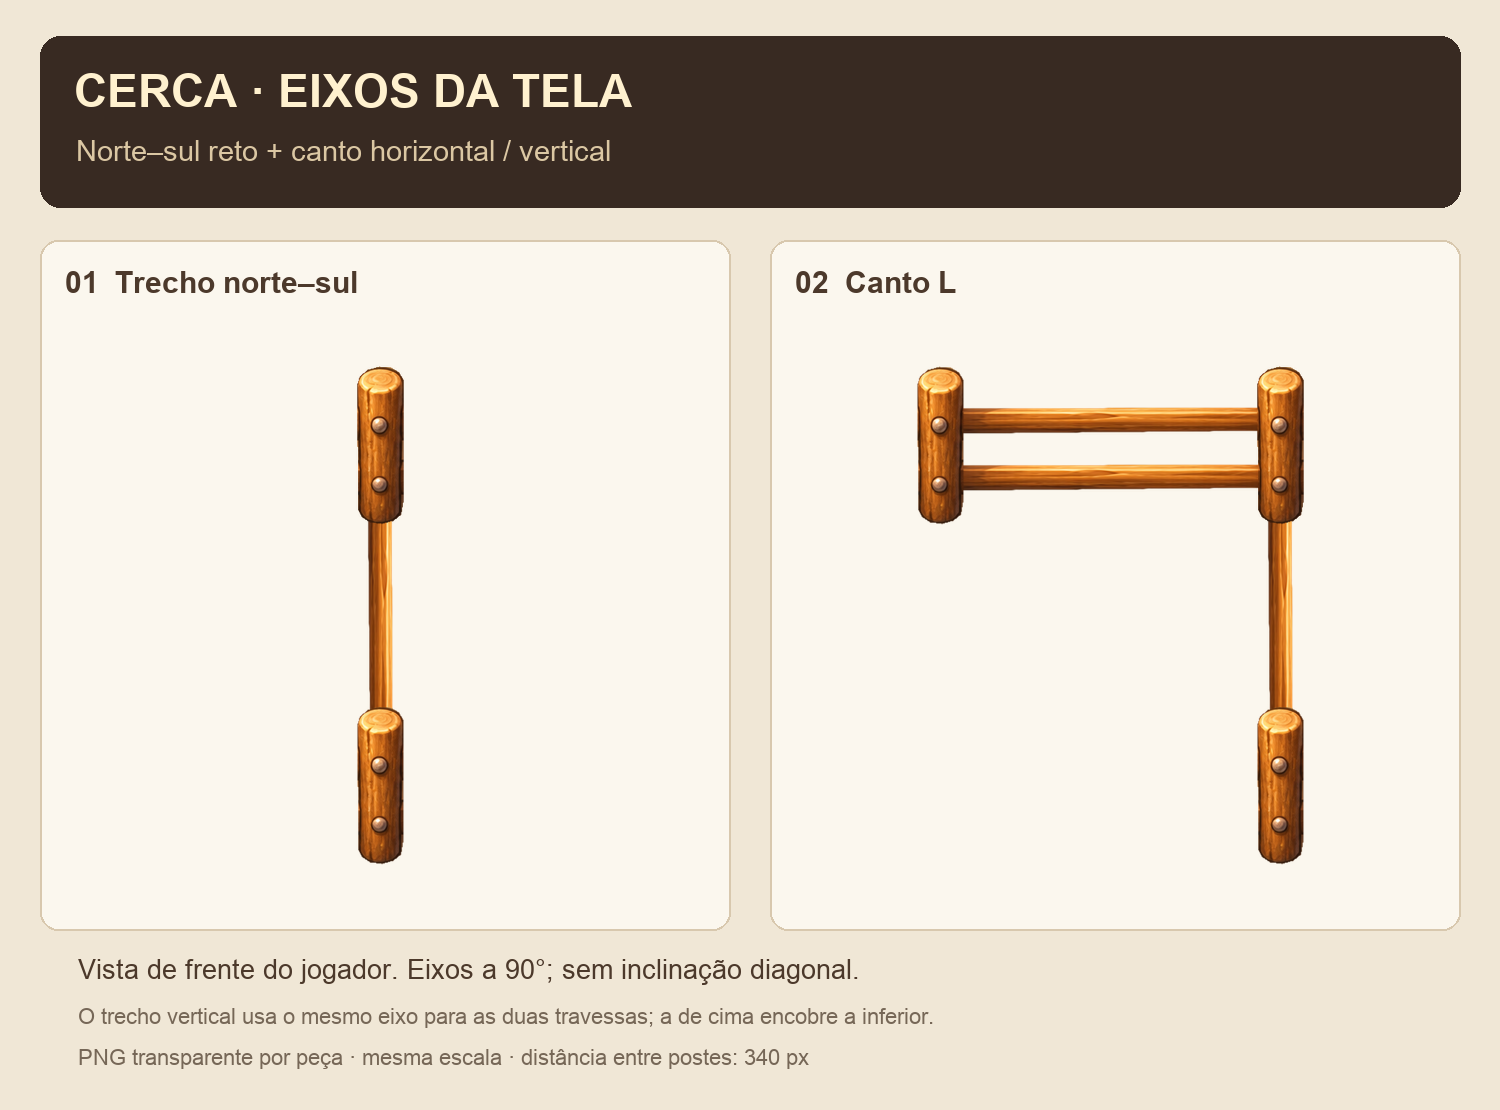 CERCA · EIXOS DA TELA
Norte–sul reto + canto horizontal / vertical
01 Trecho norte–sul
02 Canto L
Vista de frente do jogador. Eixos a 90°; sem inclinação diagonal.
O trecho vertical usa o mesmo eixo para as duas travessas; a de cima encobre a inferior.
PNG transparente por peça · mesma escala · distância entre postes: 340 px